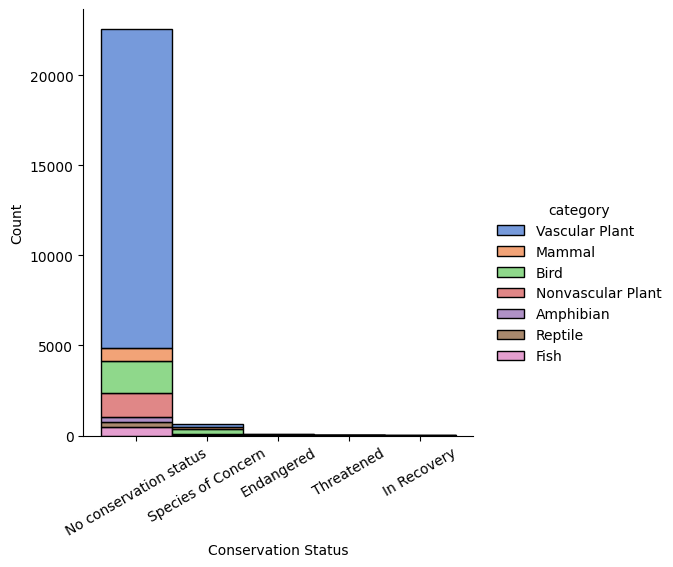 20000
15000
10000
5000
0
Count
No conservation status
Species of Concern
Endangered
Threatened
In Recovery
Conservation Status
category
Vascular Plant
Mammal
Bird
Nonvascular Plant
Amphibian
Reptile
Fish